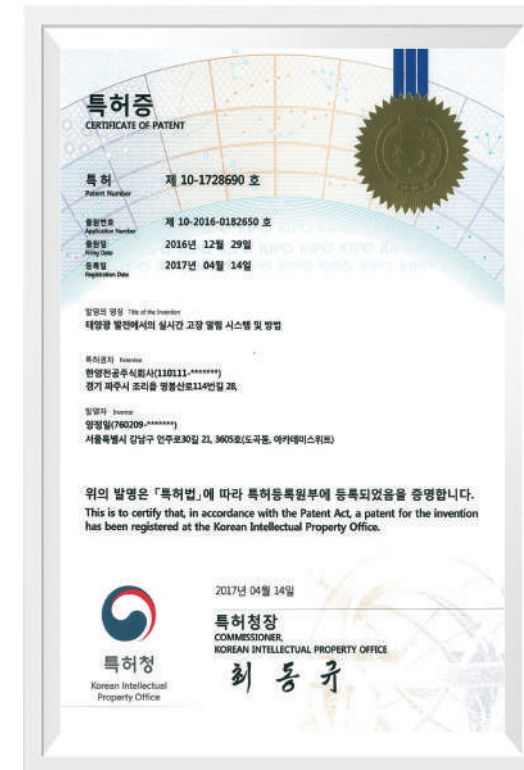 특허증
CERTIFICATE OF PATENT
특 허 제 10-1728690 호
Patent Number
출원번호 제 10-2016-0182650 호
Application Number
출원일 2016년 12월 29일
Filing Date
등록일 2017년 04월 14일
Registration Date
발명의 명칭 Title of the Invention
태양광 발전에서의 실시간 고장 알림 시스템 및 방법
특허권자 Patentee
한양전공주식회사(110111-*******)
경기 파주시 조리읍 명봉산로114번길 28,
발명자 Inventor
양정일(760209-*******)
서울특별시 강남구 언주로30길 21, 3605호(도곡동, 아카데미스위트)
위의 발명은 「특허법」에 따라 특허등록원부에 등록되었음을 증명합니다.
This is to certify that, in accordance with the Patent Act, a patent for the invention
has been registered at the Korean Intellectual Property Office.
2017년 04월 14일
특허청장
COMMISSIONER,
KOREAN INTELLECTUAL PROPERTY OFFICE
최동규
특허청
Korean Intellectual
Property Office